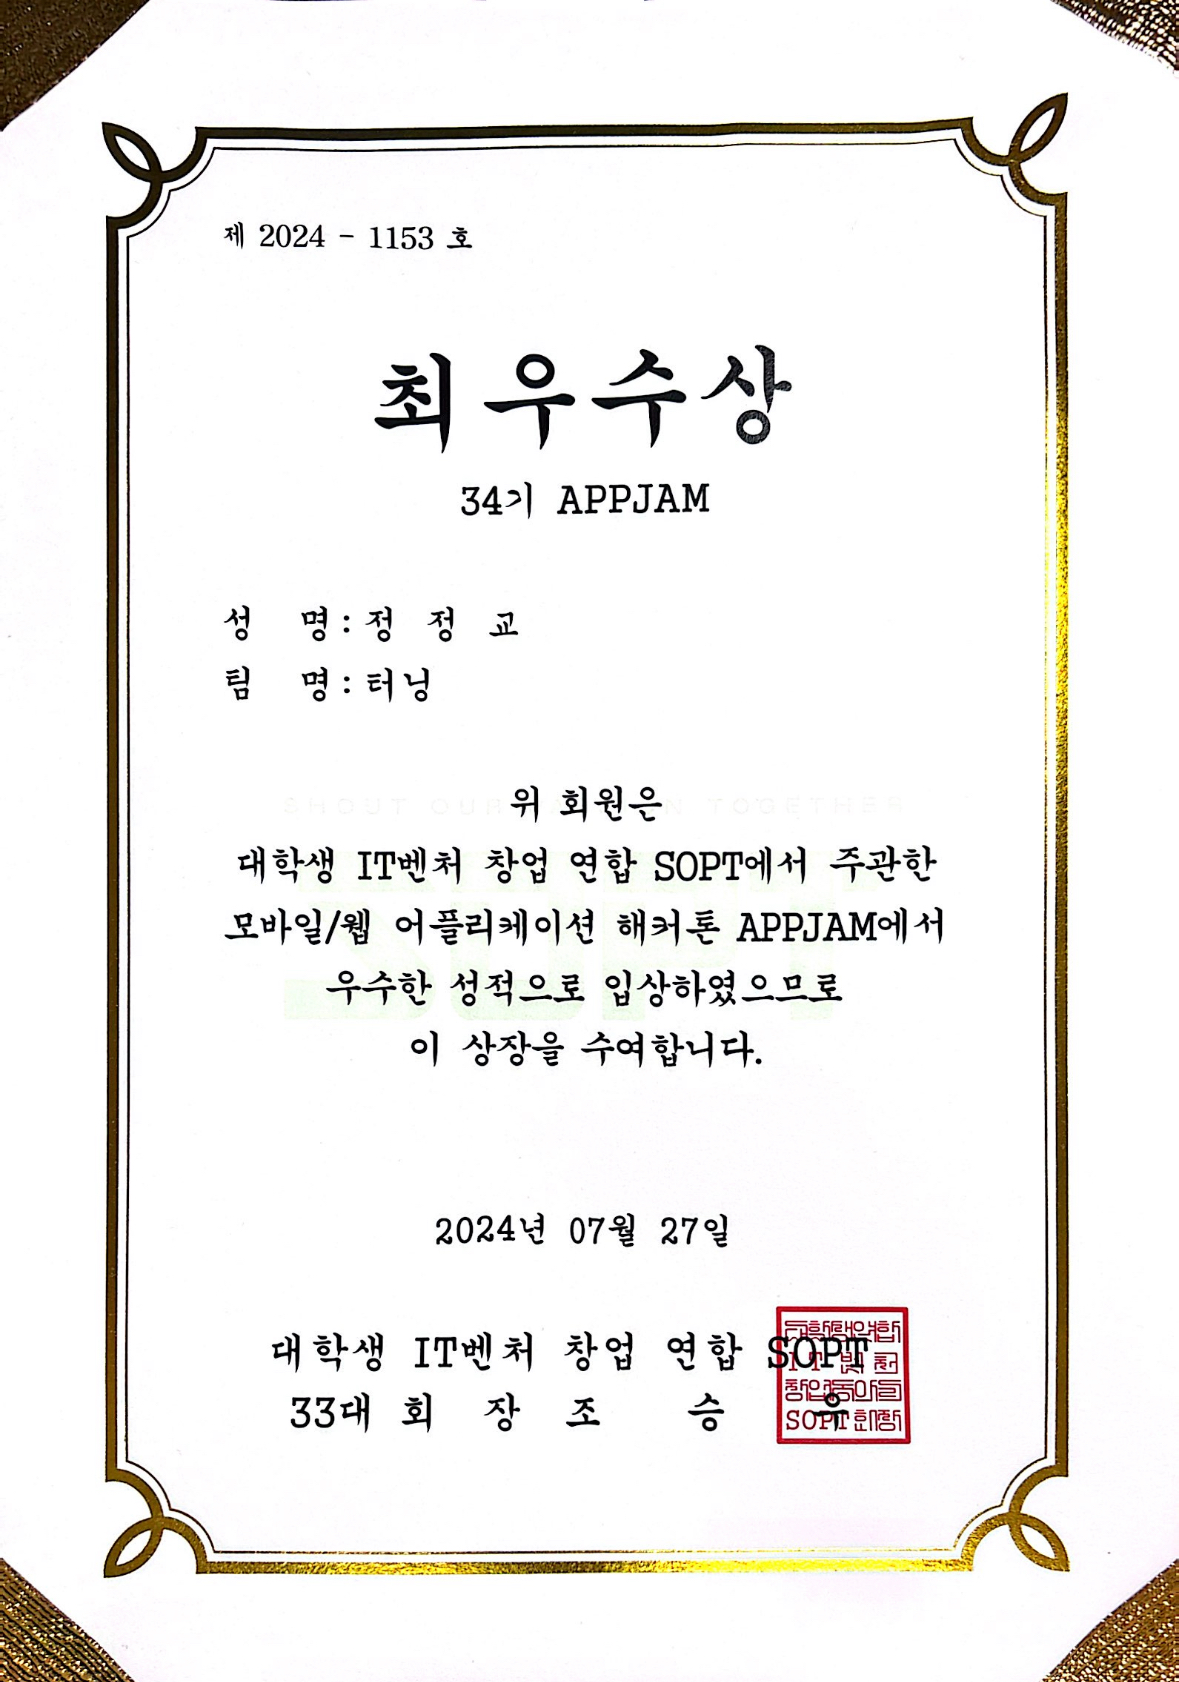 제 2024 - 1153 호
최우수상
34기 APPJAM
성 명 : 정 정 교
팀 명 : 터닝
위 회원은
대학생 IT벤처 창업 연합 SOPT에서 주관한
모바일/웹 어플리케이션 해커톤 APPJAM에서
우수한 성적으로 입상하였으므로
이 상장을 수여합니다.
2024년 07월 27일
대학생 IT벤처 창업 연합 SOPT
33대 회 장 조 승 우
SOPT